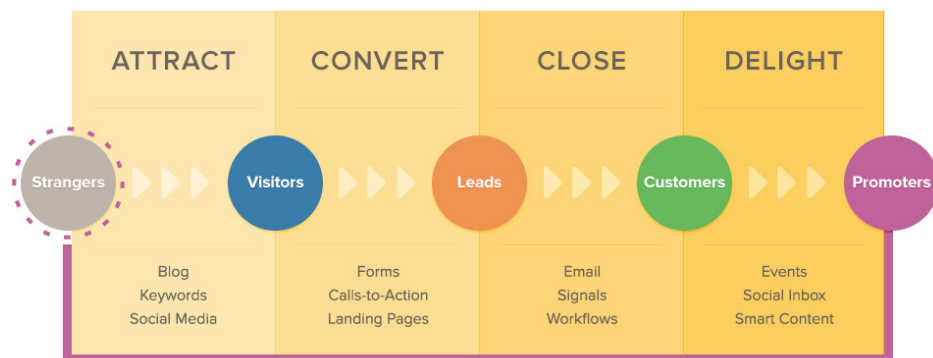 ATTRACT
CONVERT
CLOSE
DELIGHT
Strangers
Visitors
Leads
Customers
Promoters
Blog
Keywords
Social Media
Forms
Calls-to-Action
Landing Pages
Email
Signals
Workflows
Events
Social Inbox
Smart Content